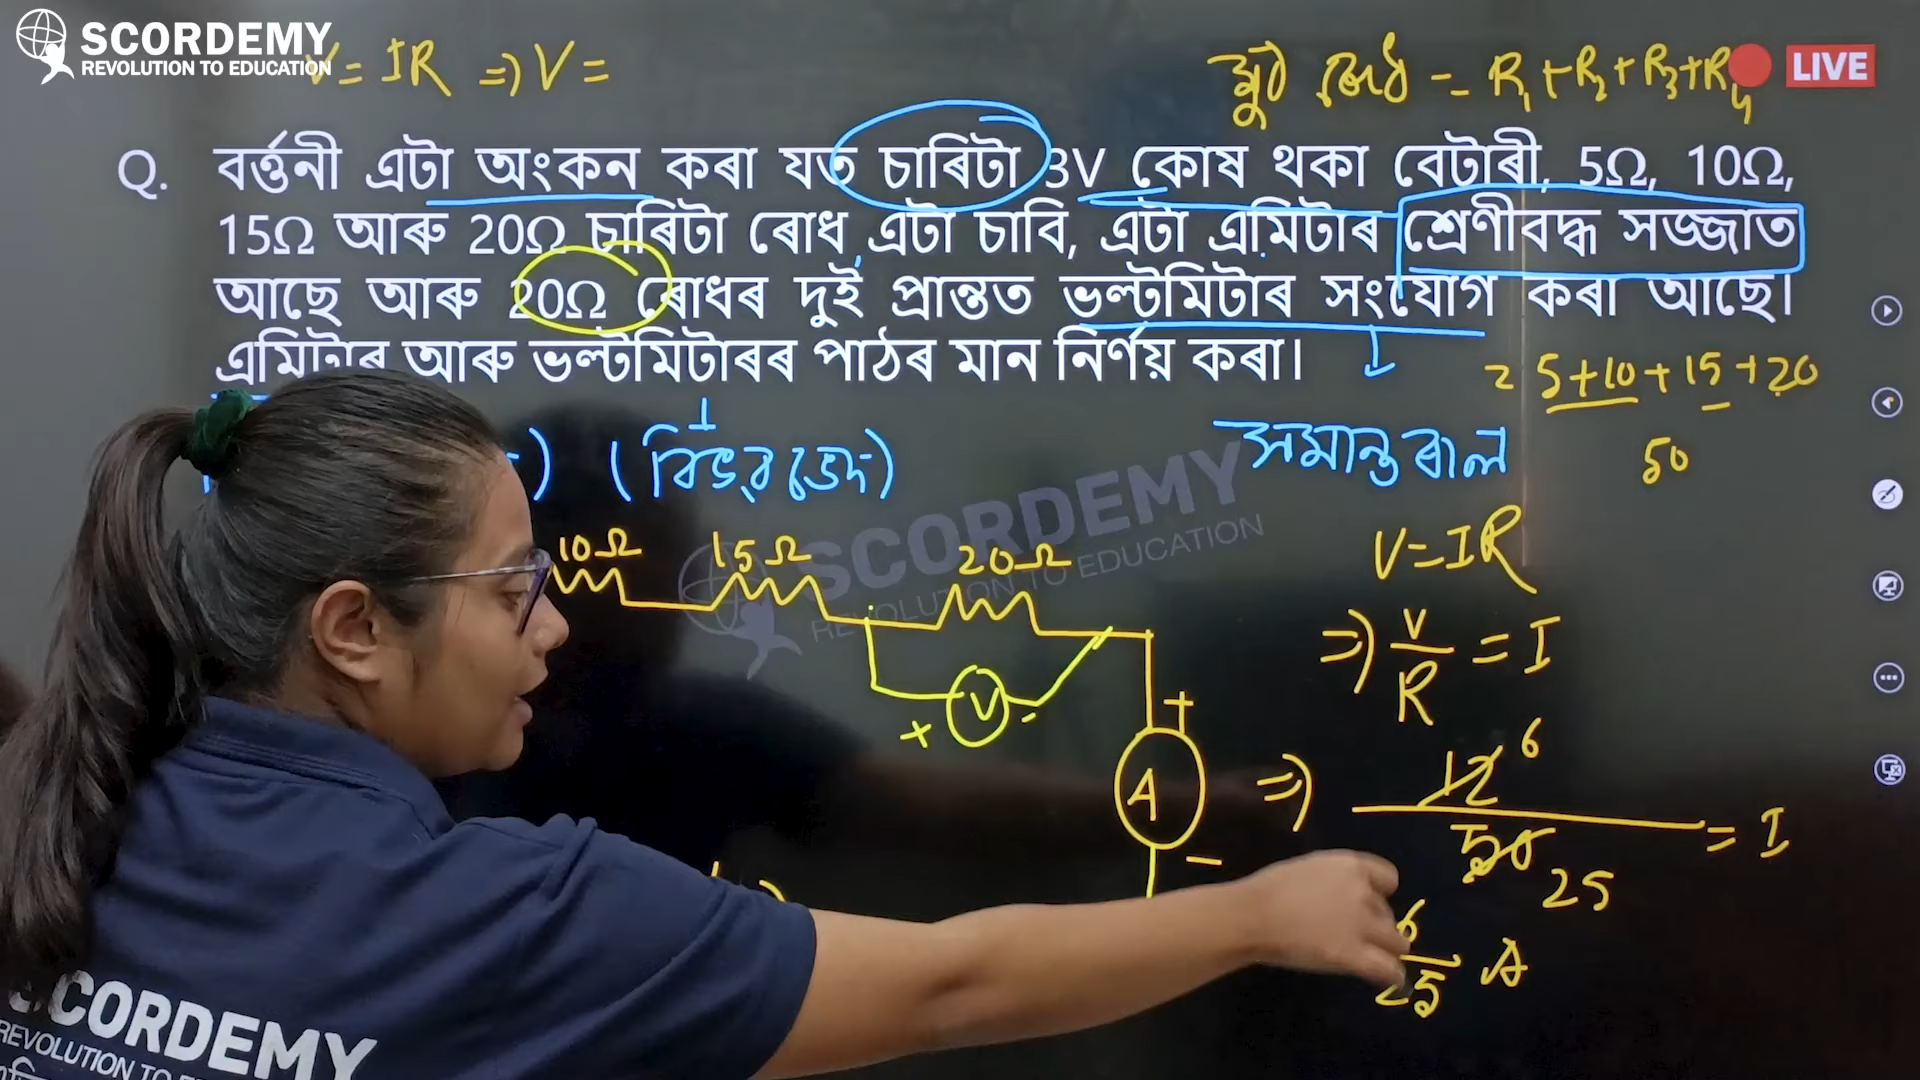 SCORDEMY
REVOLUTION TO EDUCATION
V = IR ⇒ V =
মুঠ ৰোধ = R₁ + R₂ + R₃ + R₄
LIVE
Q. বৰ্ত্তনী এটা অংকন কৰা যত চাৰিটা 3V কোষ থকা বেটাৰী, 5Ω, 10Ω,
15Ω আৰু 20Ω চাৰিটা ৰোধ, এটা চাবি, এটা এমিটাৰ শ্ৰেণীবদ্ধ সজ্জাত
আছে আৰু 20Ω ৰোধৰ দুই প্ৰান্তত ভল্টমিটাৰ সংযোগ কৰা আছে।
এমিটাৰ আৰু ভল্টমিটাৰৰ পাঠৰ মান নিৰ্ণয় কৰা।
= 5+10 + 15 + 20
50
(বিভৱভেদ)
সমান্তৰাল
SCORDEMY
REVOLUTION TO EDUCATION
10Ω 15Ω 20Ω
+ V -
+
A
−
V = IR
⇒ V/R = I
⇒ 12/50 = I
6
25
6/25 A
SCORDEMY
REVOLUTION TO